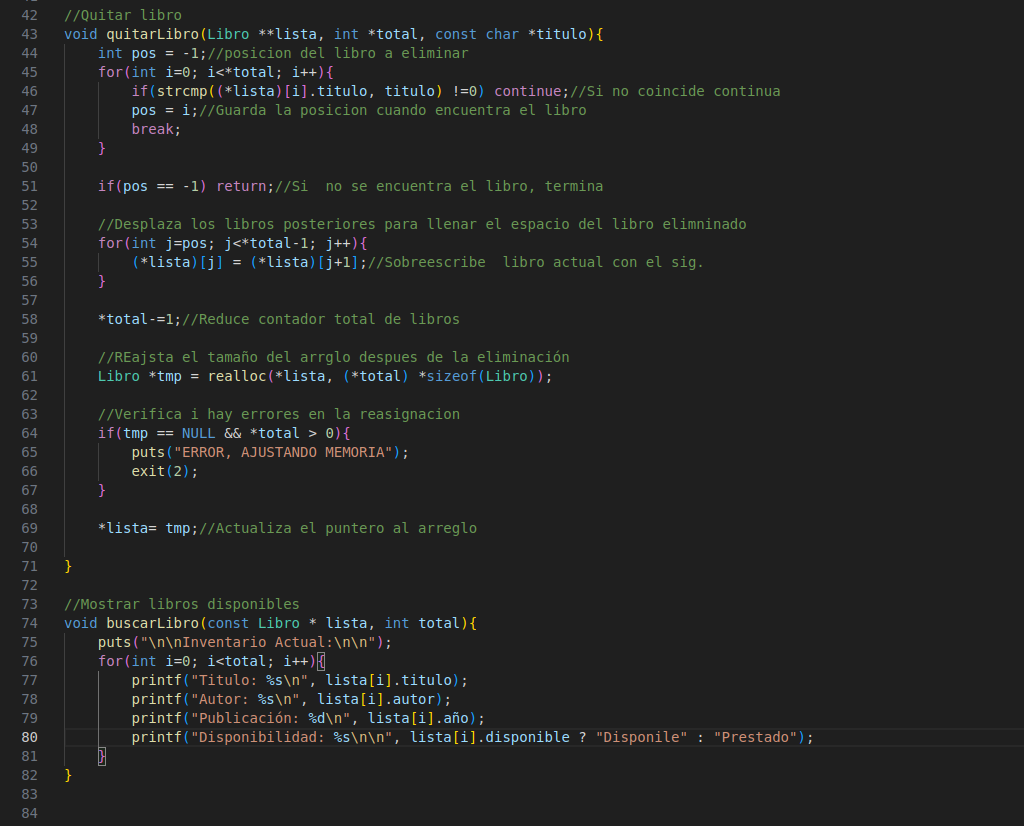 42 //Quitar libro
43 void quitarLibro(Libro **lista, int *total, const char *titulo){
44     int pos = -1;//posicion del libro a eliminar
45     for(int i=0; i<*total; i++){
46         if(strcmp((*lista)[i].titulo, titulo) !=0) continue;//Si no coincide continua
47         pos = i;//Guarda la posicion cuando encuentra el libro
48         break;
49     }
50
51     if(pos == -1) return;//Si  no se encuentra el libro, termina
52
53     //Desplaza los libros posteriores para llenar el espacio del libro elimninado
54     for(int j=pos; j<*total-1; j++){
55         (*lista)[j] = (*lista)[j+1];//Sobreescribe  libro actual con el sig.
56     }
57
58     *total-=1;//Reduce contador total de libros
59
60     //REajsta el tamaño del arrglo despues de la eliminación
61     Libro *tmp = realloc(*lista, (*total) *sizeof(Libro));
62
63     //Verifica i hay errores en la reasignacion
64     if(tmp == NULL && *total > 0){
65         puts("ERROR, AJUSTANDO MEMORIA");
66         exit(2);
67     }
68
69     *lista= tmp;//Actualiza el puntero al arreglo
70
71 }
72
73 //Mostrar libros disponibles
74 void buscarLibro(const Libro * lista, int total){
75     puts("\n\nInventario Actual:\n\n");
76     for(int i=0; i<total; i++){
77         printf("Titulo: %s\n", lista[i].titulo);
78         printf("Autor: %s\n", lista[i].autor);
79         printf("Publicación: %d\n", lista[i].año);
80         printf("Disponibilidad: %s\n\n", lista[i].disponible ? "Disponile" : "Prestado");
81     }
82 }
83
84